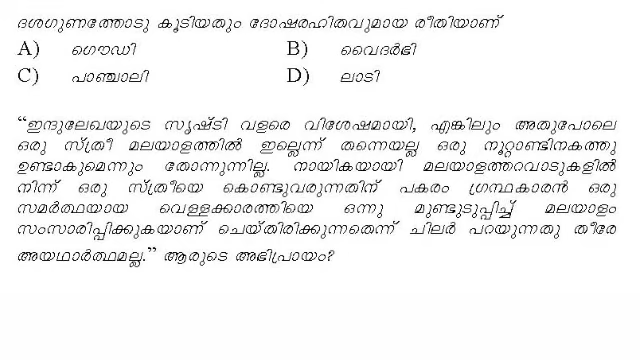 ദശഗുണത്തോടു കൂടിയതും ദോഷരഹിതവുമായ രീതിയാണ്
A) ഗൌഡി B) വൈദർഭി
C) പാഞ്ചാലി D) ലാടി
“ഇന്ദുലേഖയുടെ സൃഷ്ടി വളരെ വിശേഷമായി, എങ്കിലും അതുപോലെ
ഒരു സ്ത്രീ മലയാളത്തിൽ ഇല്ലെന്ന് തന്നെയല്ല ഒരു നൂറ്റാണ്ടിനകത്തു
ഉണ്ടാകുമെന്നും തോന്നുന്നില്ല. നായികയായി മലയാളത്തറവാടുകളിൽ
നിന്ന് ഒരു സ്ത്രീയെ കൊണ്ടുവരുന്നതിന് പകരം ഗ്രന്ഥകാരൻ ഒരു
സമർത്ഥയായ വെള്ളക്കാരത്തിയെ ഒന്നു മുണ്ടുടുപ്പിച്ച് മലയാളം
സംസാരിപ്പിക്കുകയാണ് ചെയ്തിരിക്കുന്നതെന്ന് ചിലർ പറയുന്നതു തീരേ
അയഥാർത്ഥമല്ല.” ആരുടെ അഭിപ്രായം?